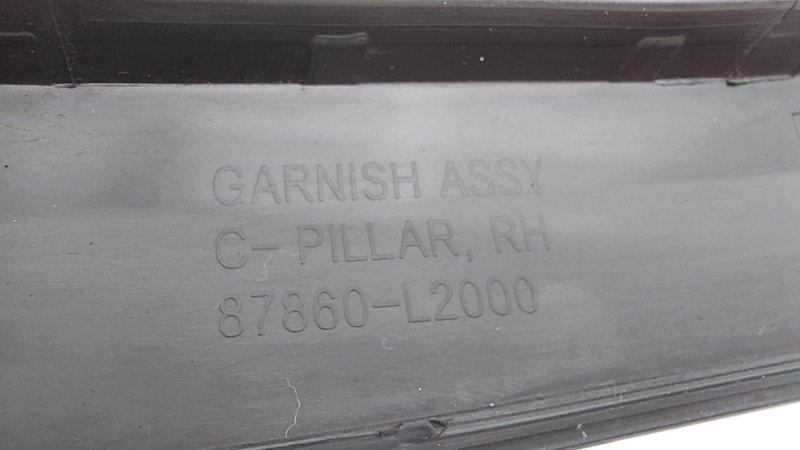 GARNISH ASSY
C-PILLAR, RH
87860-L2000